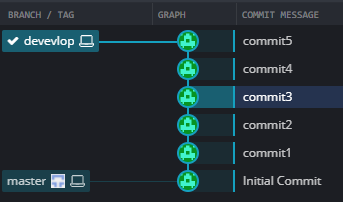 BRANCH / TAG GRAPH COMMIT MESSAGE
devevlop commit5
commit4
commit3
commit2
commit1
master Initial Commit